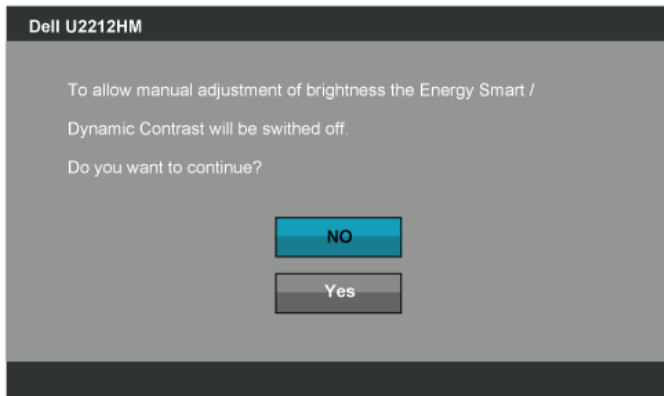 Dell U2212HM
To allow manual adjustment of brightness the Energy Smart /
Dynamic Contrast will be swithed off.
Do you want to continue?
NO
Yes